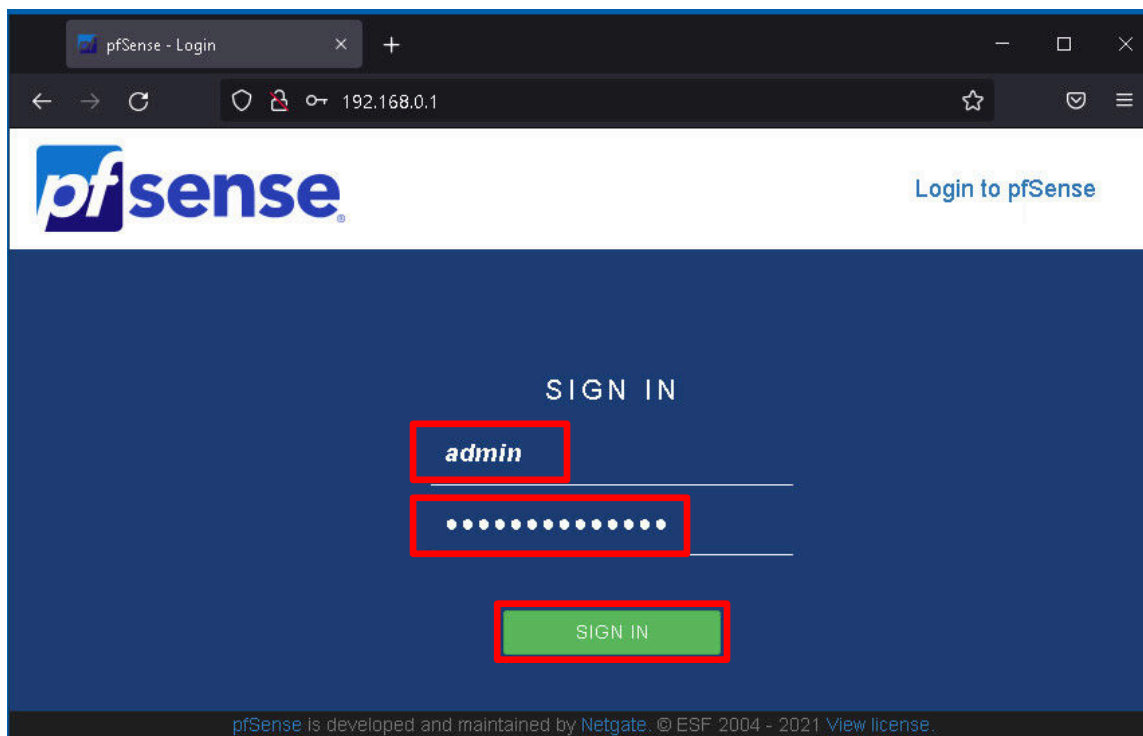 pfSense - Login
192.168.0.1
pfsense®
Login to pfSense
SIGN IN
admin
••••••••••••••
SIGN IN
pfSense is developed and maintained by Netgate. © ESF 2004 - 2021 View license.